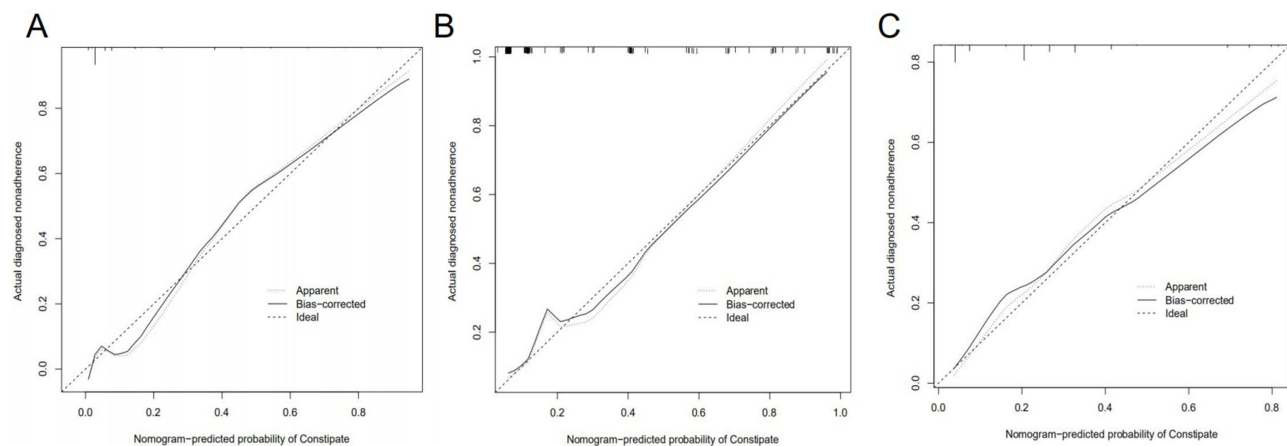 A
Actual diagnosed nonadherence
0.8
0.6
0.4
0.2
0.0
Apparent
Bias-corrected
Ideal
0.0 0.2 0.4 0.6 0.8
Nomogram-predicted probability of Constipate
B
Actual diagnosed nonadherence
1.0
0.8
0.6
0.4
0.2
Apparent
Bias-corrected
Ideal
0.2 0.4 0.6 0.8 1.0
Nomogram-predicted probability of Constipate
C
Actual diagnosed nonadherence
0.8
0.6
0.4
0.2
0.0
Apparent
Bias-corrected
Ideal
0.0 0.2 0.4 0.6 0.8
Nomogram-predicted probability of Constipate